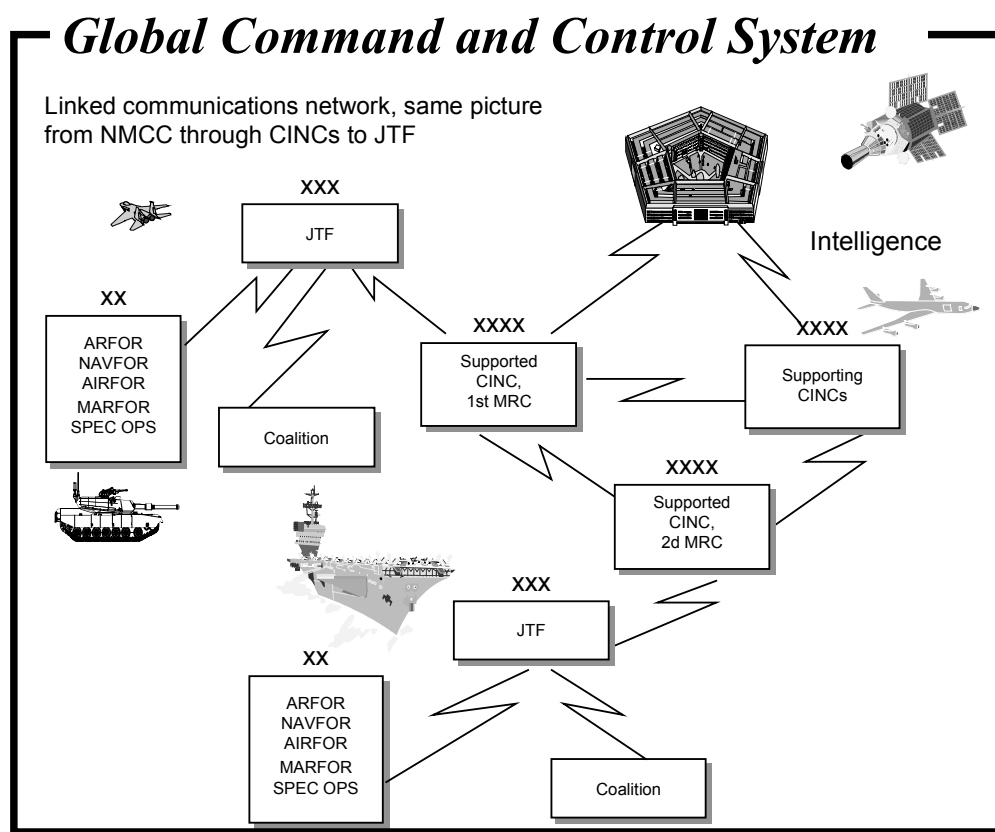 Global Command and Control System
Linked communications network, same picture
from NMCC through CINCs to JTF
XXX
JTF
Intelligence
XX
ARFOR
NAVFOR
AIRFOR
MARFOR
SPEC OPS
Coalition
XXXX
Supported
CINC,
1st MRC
XXXX
Supporting
CINCs
XXXX
Supported
CINC,
2d MRC
XXX
JTF
XX
ARFOR
NAVFOR
AIRFOR
MARFOR
SPEC OPS
Coalition